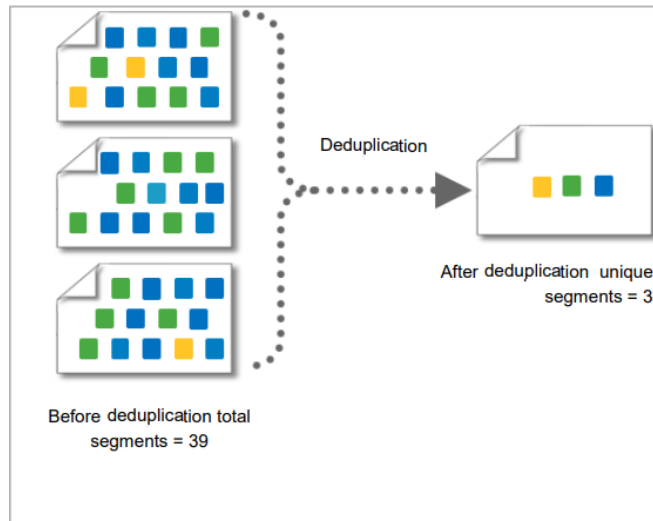 Deduplication
After deduplication unique
segments = 3
Before deduplication total
segments = 39